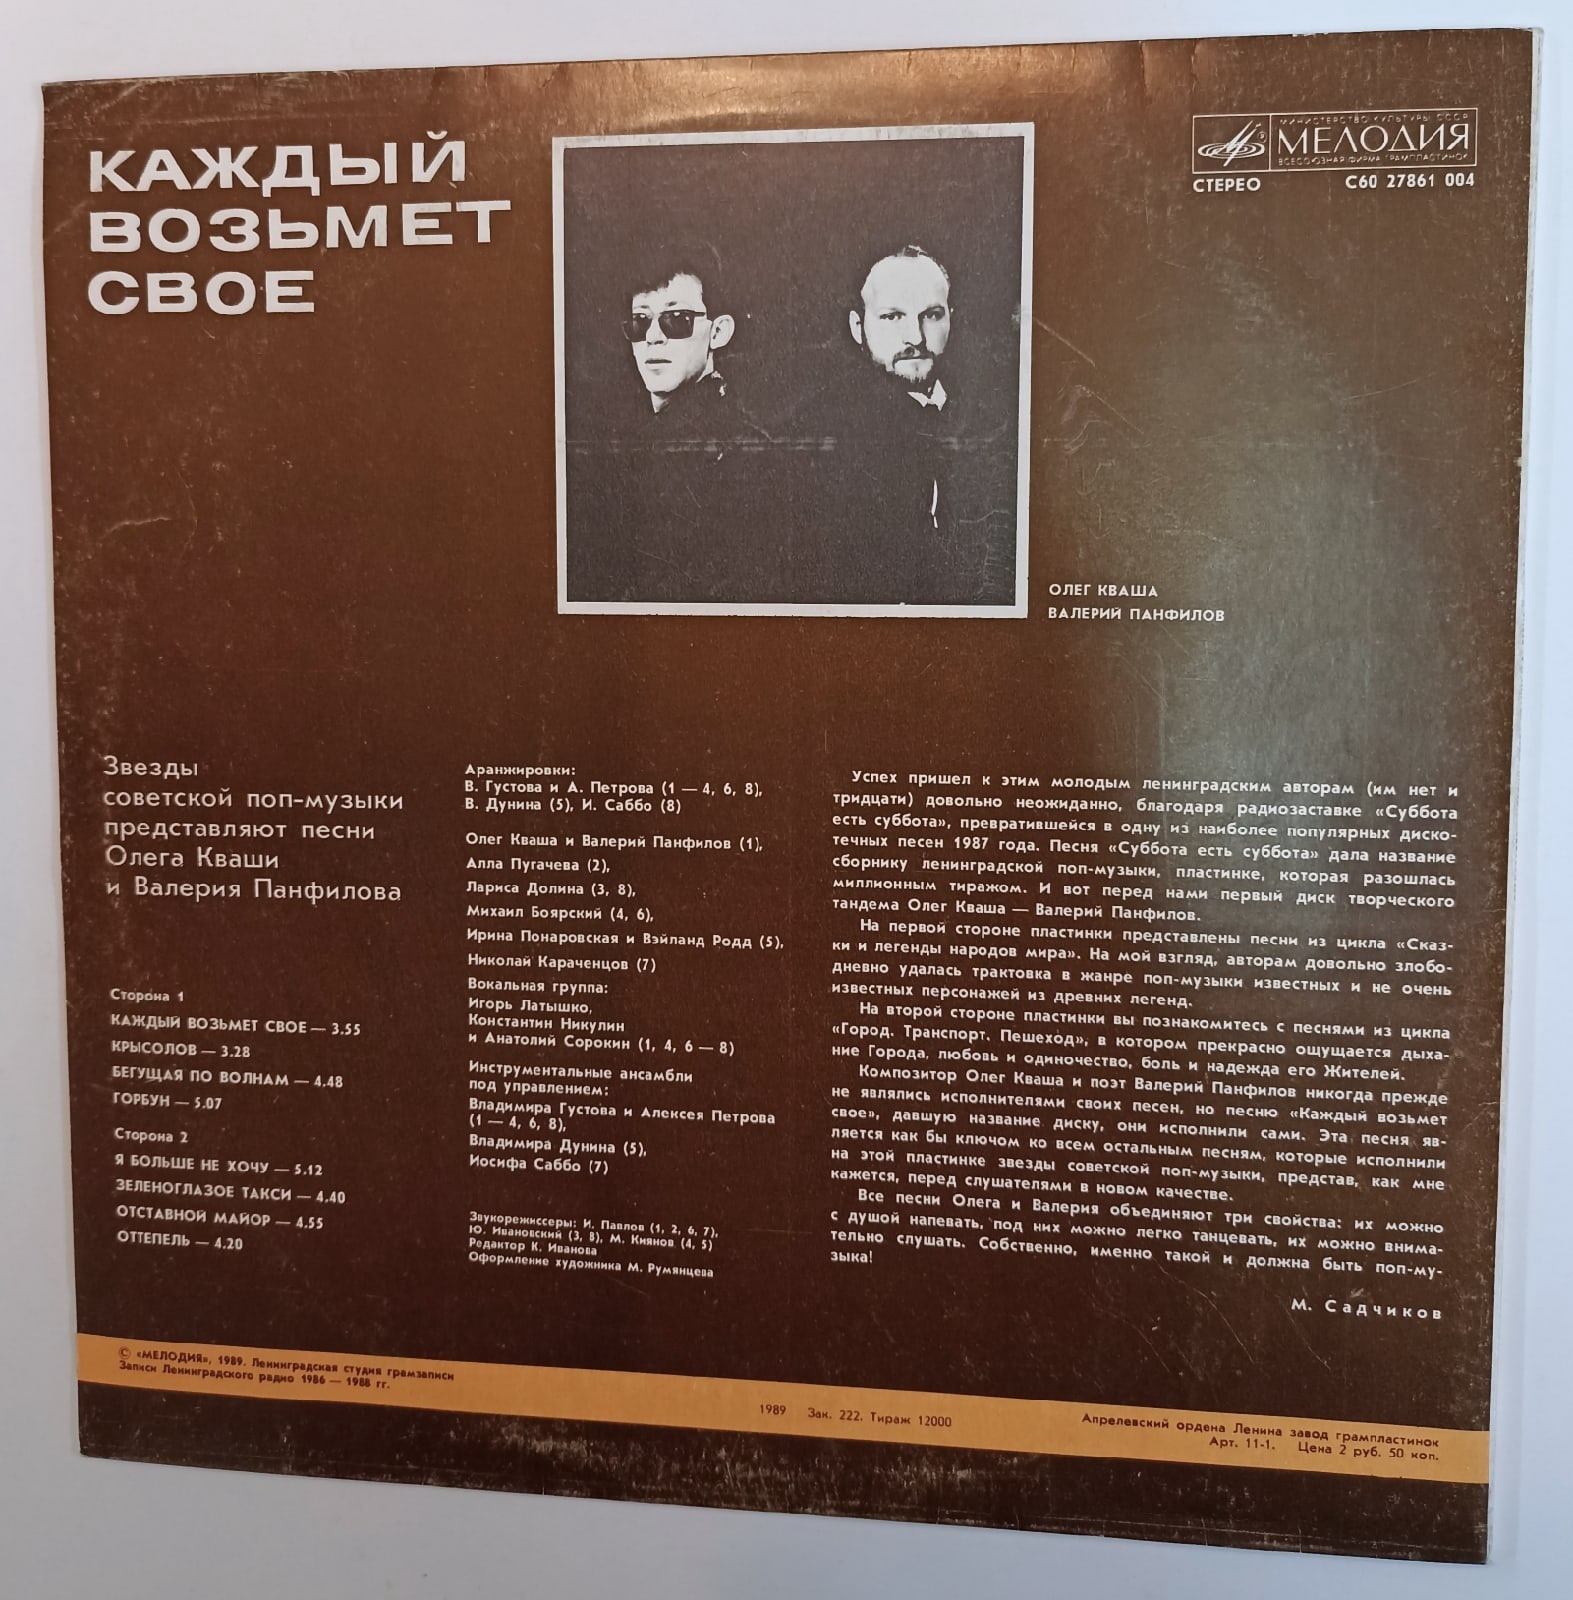 КАЖДЫЙ
ВОЗЬМЕТ
СВОЕ
МИНИСТЕРСТВО КУЛЬТУРЫ СССР
МЕЛОДИЯ
ВСЕСОЮЗНАЯ ФИРМА ГРАМПЛАСТИНОК
СТЕРЕО С60 27861 004
ОЛЕГ КВАША
ВАЛЕРИЙ ПАНФИЛОВ
Звезды
советской поп-музыки
представляют песни
Олега Кваши
и Валерия Панфилова
Сторона 1
КАЖДЫЙ ВОЗЬМЕТ СВОЕ — 3.55
КРЫСОЛОВ — 3.28
БЕГУЩАЯ ПО ВОЛНАМ — 4.48
ГОРБУН — 5.07
Сторона 2
Я БОЛЬШЕ НЕ ХОЧУ — 5.12
ЗЕЛЕНОГЛАЗОЕ ТАКСИ — 4.40
ОТСТАВНОЙ МАЙОР — 4.55
ОТТЕПЕЛЬ — 4.20
Аранжировки:
В. Густова и А. Петрова (1 — 4, 6, 8),
В. Дунина (5), И. Саббо (8)
Олег Кваша и Валерий Панфилов (1),
Алла Пугачева (2),
Лариса Долина (3, 8),
Михаил Боярский (4, 6),
Ирина Понаровская и Вэйланд Родд (5),
Николай Караченцов (7)
Вокальная группа:
Игорь Латышко,
Константин Никулин
и Анатолий Сорокин (1, 4, 6 — 8)
Инструментальные ансамбли
под управлением:
Владимира Густова и Алексея Петрова
(1 — 4, 6, 8),
Владимира Дунина (5),
Иосифа Саббо (7)
Звукорежиссеры: И. Павлов (1, 2, 6, 7),
Ю. Ивановский (3, 8), М. Киянов (4, 5)
Редактор К. Иванова
Оформление художника М. Румянцева
Успех пришел к этим молодым ленинградским авторам (им нет и
тридцати) довольно неожиданно, благодаря радиозаставке «Суббота
есть суббота», превратившейся в одну из наиболее популярных диско-
течных песен 1987 года. Песня «Суббота есть суббота» дала название
сборнику ленинградской поп-музыки, пластинке, которая разошлась
миллионным тиражом. И вот перед нами первый диск творческого
тандема Олег Кваша — Валерий Панфилов.
На первой стороне пластинки представлены песни из цикла «Сказ-
ки и легенды народов мира». На мой взгляд, авторам довольно злобо-
дневно удалась трактовка в жанре поп-музыки известных и не очень
известных персонажей из древних легенд.
На второй стороне пластинки вы познакомитесь с песнями из цикла
«Город. Транспорт. Пешеход», в котором прекрасно ощущается дыха-
ние Города, любовь и одиночество, боль и надежда его Жителей.
Композитор Олег Кваша и поэт Валерий Панфилов никогда прежде
не являлись исполнителями своих песен, но песню «Каждый возьмет
свое», давшую название диску, они исполнили сами. Эта песня яв-
ляется как бы ключом ко всем остальным песням, которые исполнили
на этой пластинке звезды советской поп-музыки, представ, как мне
кажется, перед слушателями в новом качестве.
Все песни Олега и Валерия объединяют три свойства: их можно
с душой напевать, под них можно легко танцевать, их можно внима-
тельно слушать. Собственно, именно такой и должна быть поп-му-
зыка!
М. Садчиков
© «МЕЛОДИЯ», 1989. Ленинградская студия грамзаписи
Записи Ленинградского радио 1986 — 1988 гг.
1989 Зак. 222. Тираж 12000
Апрелевский ордена Ленина завод грампластинок
Арт. 11-1. Цена 2 руб. 50 коп.